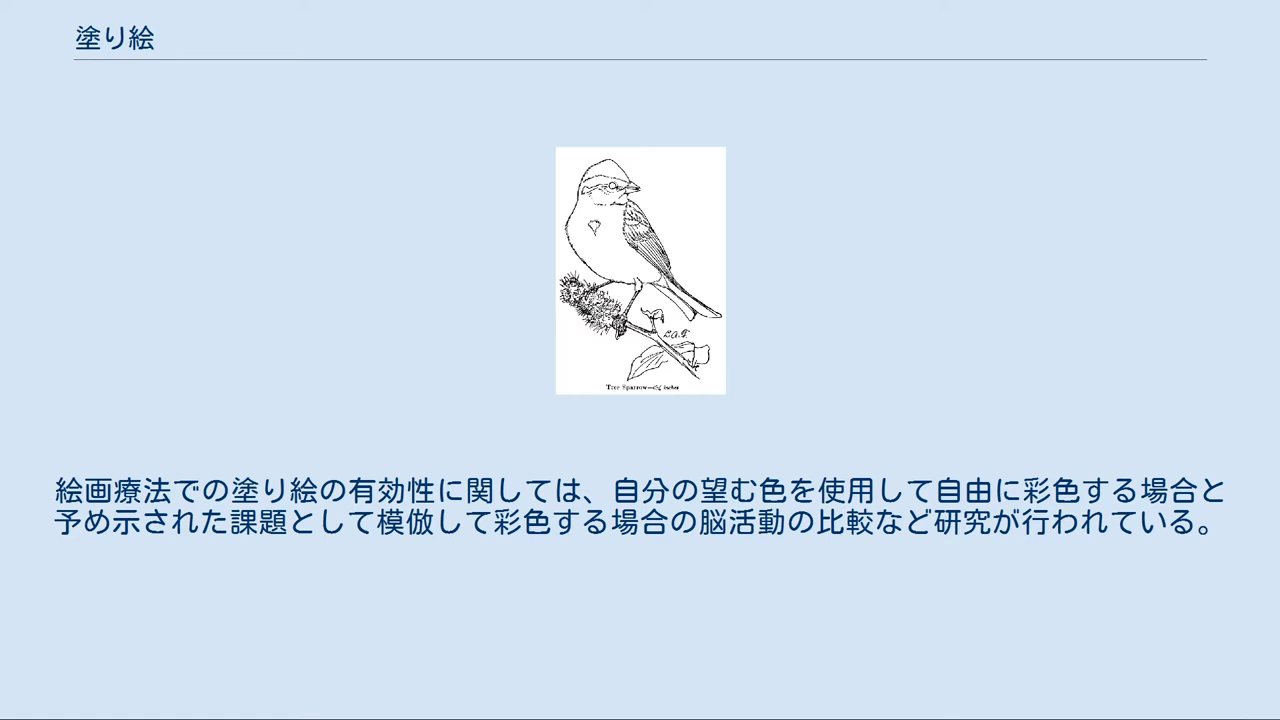 塗り絵
L.A.F.
Tree Sparrow
絵画療法での塗り絵の有効性に関しては、自分の望む色を使用して自由に彩色する場合と
予め示された課題として模倣して彩色する場合の脳活動の比較など研究が行われている。